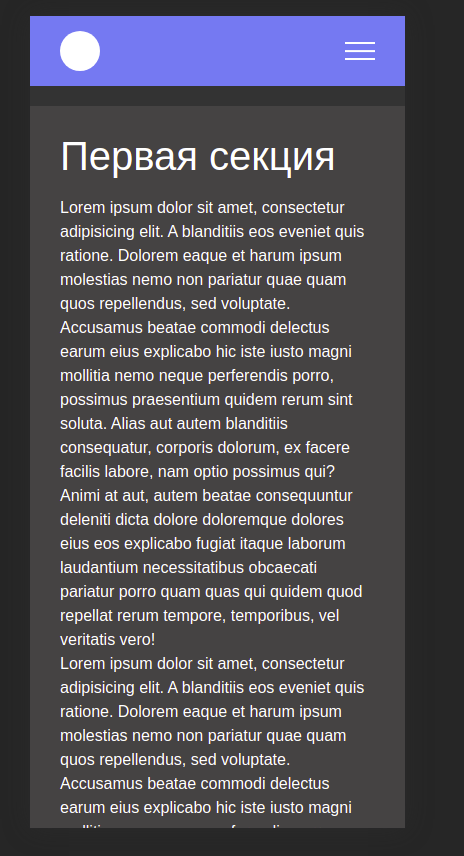 Первая секция
Lorem ipsum dolor sit amet, consectetur
adipisicing elit. A blanditiis eos eveniet quis
ratione. Dolorem eaque et harum ipsum
molestias nemo non pariatur quae quam
quos repellendus, sed voluptate.
Accusamus beatae commodi delectus
earum eius explicabo hic iste iusto magni
mollitia nemo neque perferendis porro,
possimus praesentium quidem rerum sint
soluta. Alias aut autem blanditiis
consequatur, corporis dolorum, ex facere
facilis labore, nam optio possimus qui?
Animi at aut, autem beatae consequuntur
deleniti dicta dolore doloremque dolores
eius eos explicabo fugiat itaque laborum
laudantium necessitatibus obcaecati
pariatur porro quam quas qui quidem quod
repellat rerum tempore, temporibus, vel
veritatis vero!
Lorem ipsum dolor sit amet, consectetur
adipisicing elit. A blanditiis eos eveniet quis
ratione. Dolorem eaque et harum ipsum
molestias nemo non pariatur quae quam
quos repellendus, sed voluptate.
Accusamus beatae commodi delectus
earum eius explicabo hic iste iusto magni